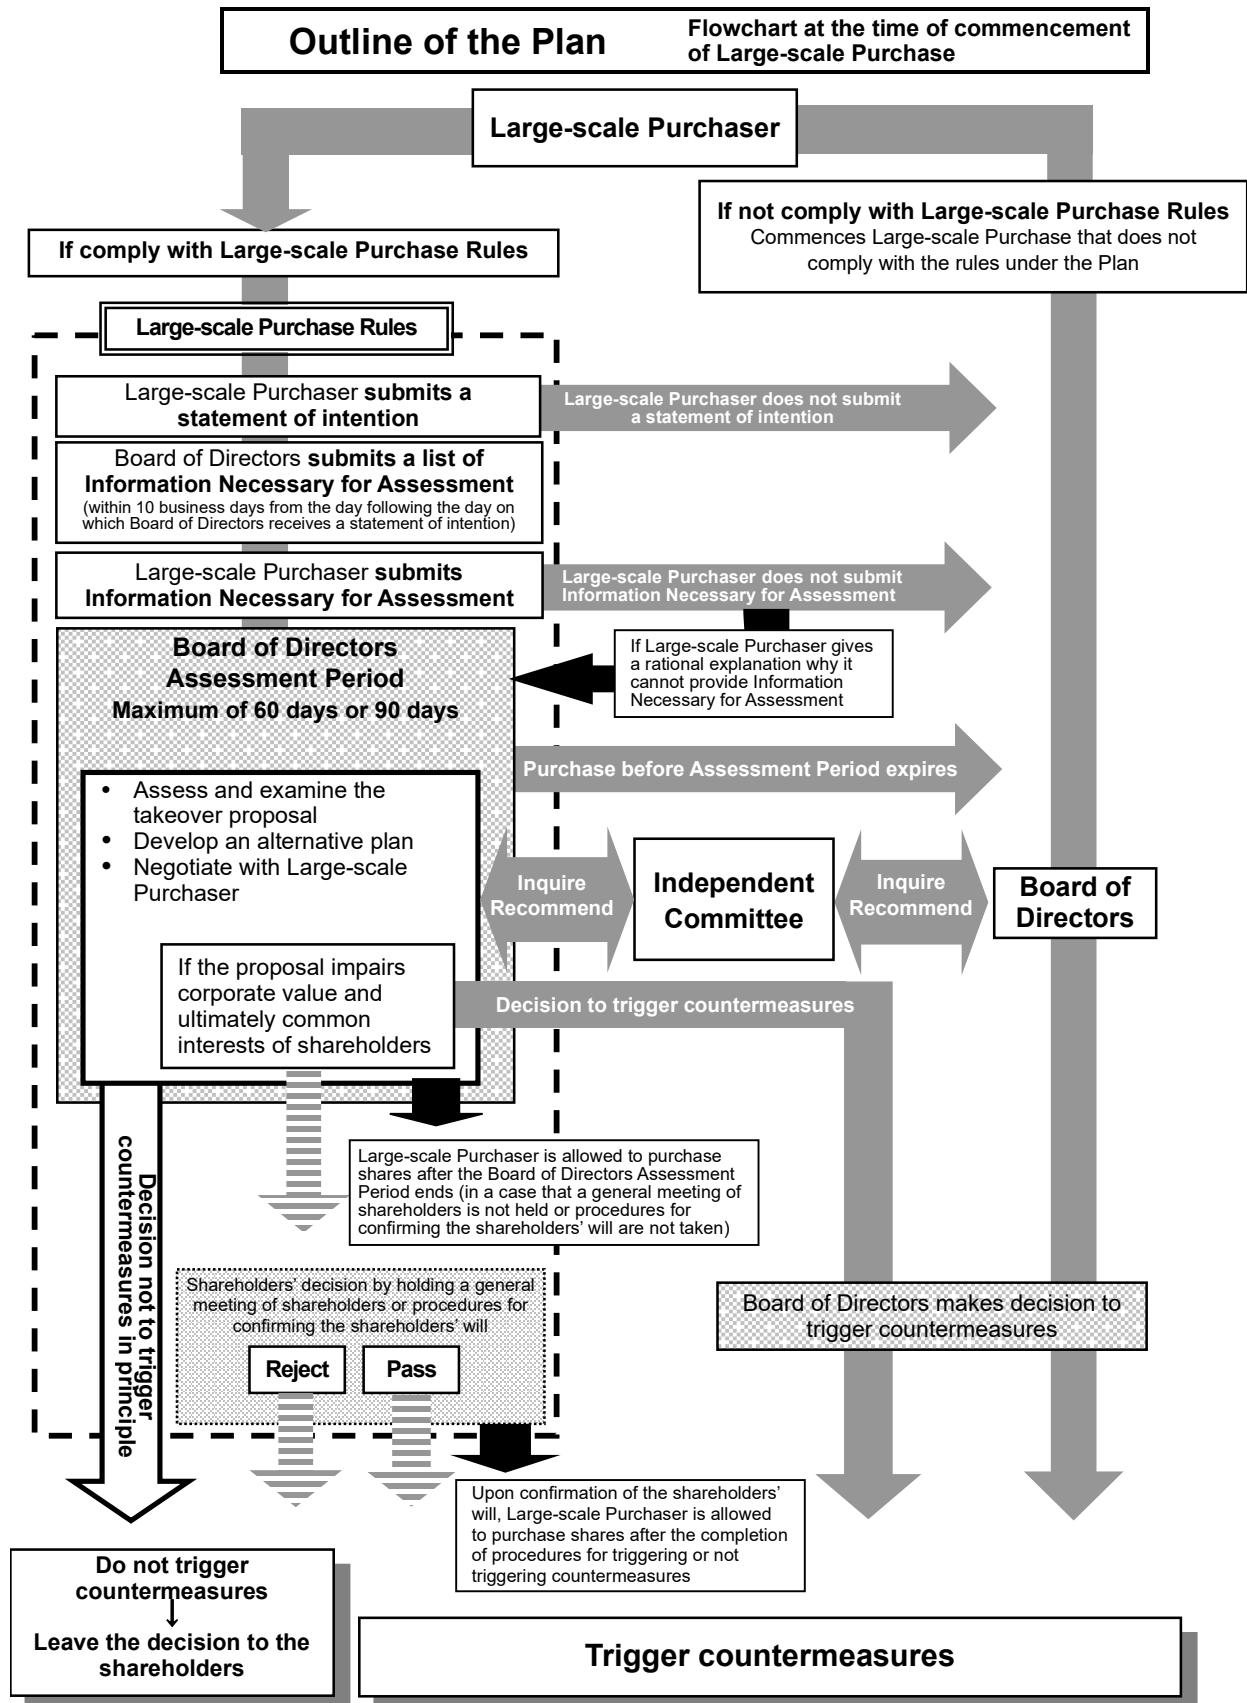 Outline of the Plan
Flowchart at the time of commencement
of Large-scale Purchase
Large-scale Purchaser
If not comply with Large-scale Purchase Rules
Commences Large-scale Purchase that does not
comply with the rules under the Plan
If comply with Large-scale Purchase Rules
Large-scale Purchase Rules
Large-scale Purchaser submits a
statement of intention
Large-scale Purchaser does not submit
a statement of intention
Board of Directors submits a list of
Information Necessary for Assessment
(within 10 business days from the day following the day on
which Board of Directors receives a statement of intention)
Large-scale Purchaser submits
Information Necessary for Assessment
Large-scale Purchaser does not submit
Information Necessary for Assessment
If Large-scale Purchaser gives
a rational explanation why it
cannot provide Information
Necessary for Assessment
Board of Directors
Assessment Period
Maximum of 60 days or 90 days
Purchase before Assessment Period expires
• Assess and examine the
takeover proposal
• Develop an alternative plan
• Negotiate with Large-scale
Purchaser
Inquire
Recommend
Independent
Committee
Inquire
Recommend
Board of
Directors
If the proposal impairs
corporate value and
ultimately common
interests of shareholders
Decision to trigger countermeasures
Decision not to trigger
countermeasures in principle
Large-scale Purchaser is allowed to purchase
shares after the Board of Directors Assessment
Period ends (in a case that a general meeting of
shareholders is not held or procedures for
confirming the shareholders' will are not taken)
Shareholders' decision by holding a general
meeting of shareholders or procedures for
confirming the shareholders' will
Reject
Pass
Board of Directors makes decision to
trigger countermeasures
Upon confirmation of the shareholders'
will, Large-scale Purchaser is allowed
to purchase shares after the completion
of procedures for triggering or not
triggering countermeasures
Do not trigger
countermeasures
↓
Leave the decision to the
shareholders
Trigger countermeasures